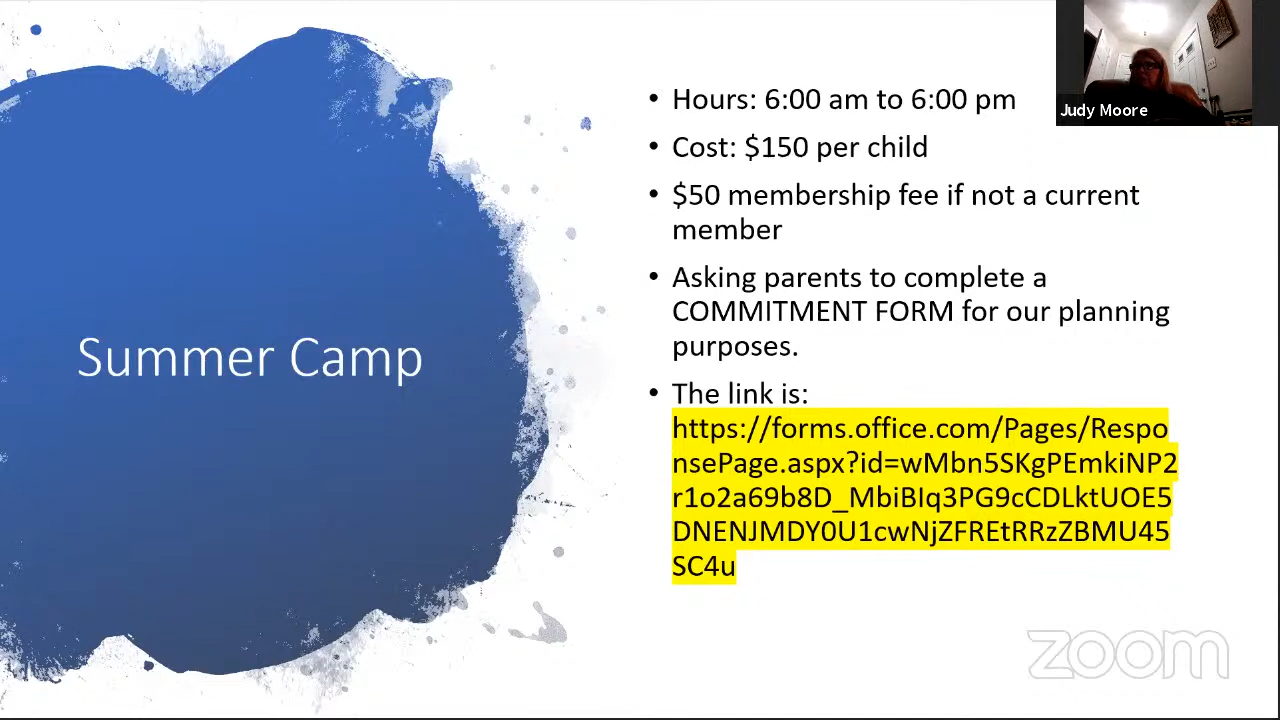 Summer Camp
• Hours: 6:00 am to 6:00 pm
• Cost: $150 per child
• $50 membership fee if not a current
member
• Asking parents to complete a
COMMITMENT FORM for our planning
purposes.
• The link is:
https://forms.office.com/Pages/Respo
nsePage.aspx?id=wMbn5SKgPEmkiNP2
r1o2a69b8D_MbiBIq3PG9cCDLktUOE5
DNENJMDY0U1cwNjZFREtRRzZBMU45
SC4u
Judy Moore
zoom